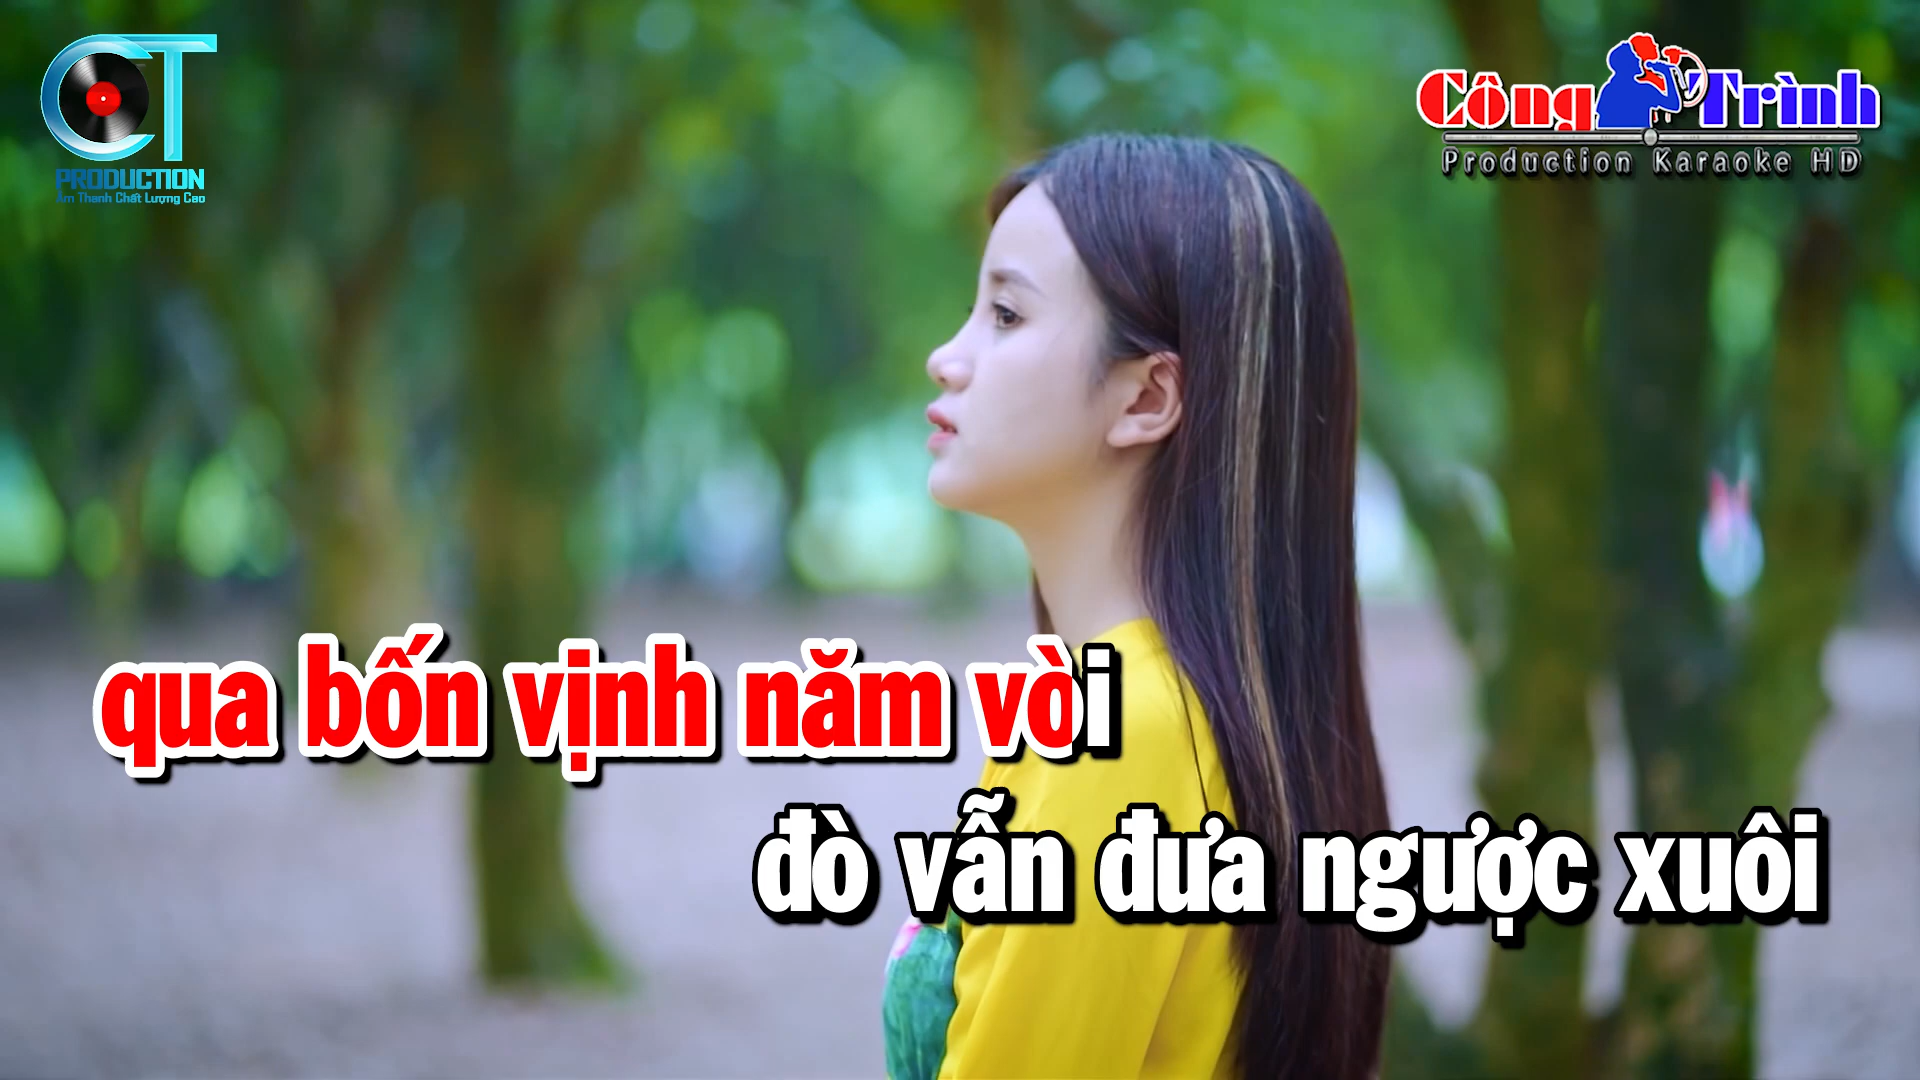 CT
PRODUCTION
Âm Thanh Chất Lượng Cao
Công Trình
Production Karaoke HD
qua bốn vịnh năm vòi
đò vẫn đưa ngược xuôi